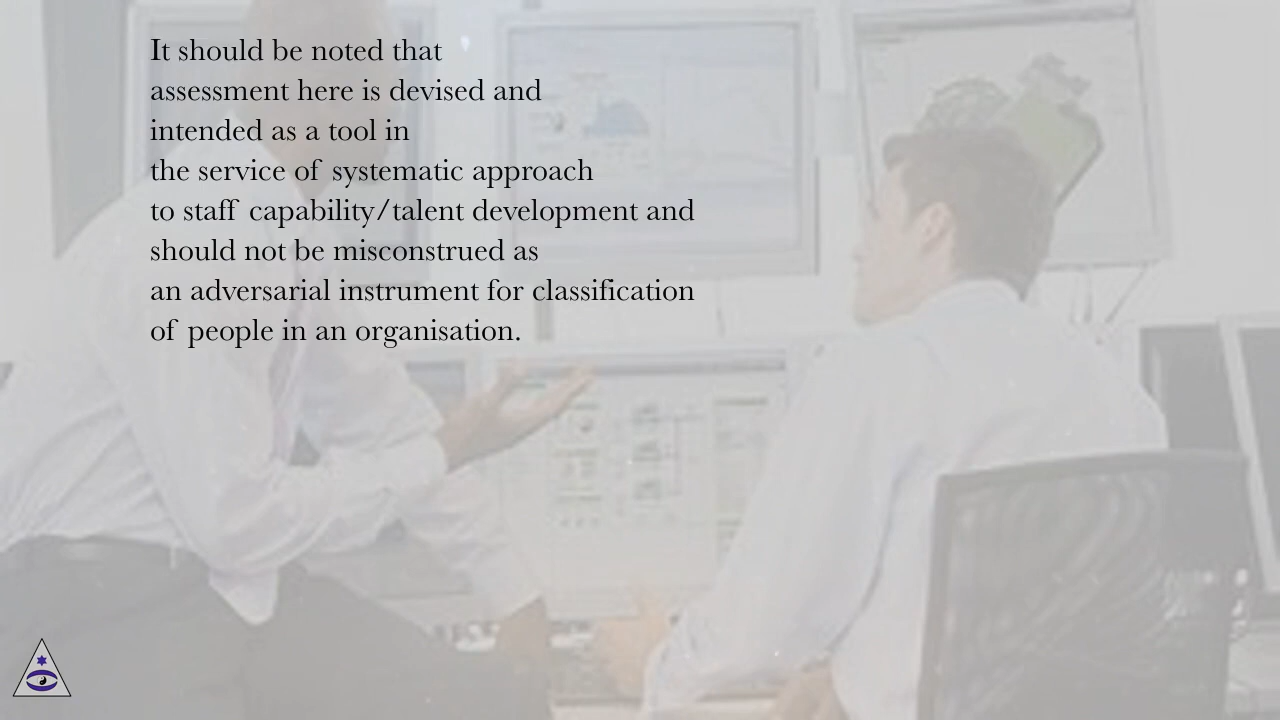 It should be noted that
assessment here is devised and
intended as a tool in
the service of systematic approach
to staff capability/talent development and
should not be misconstrued as
an adversarial instrument for classification
of people in an organisation.